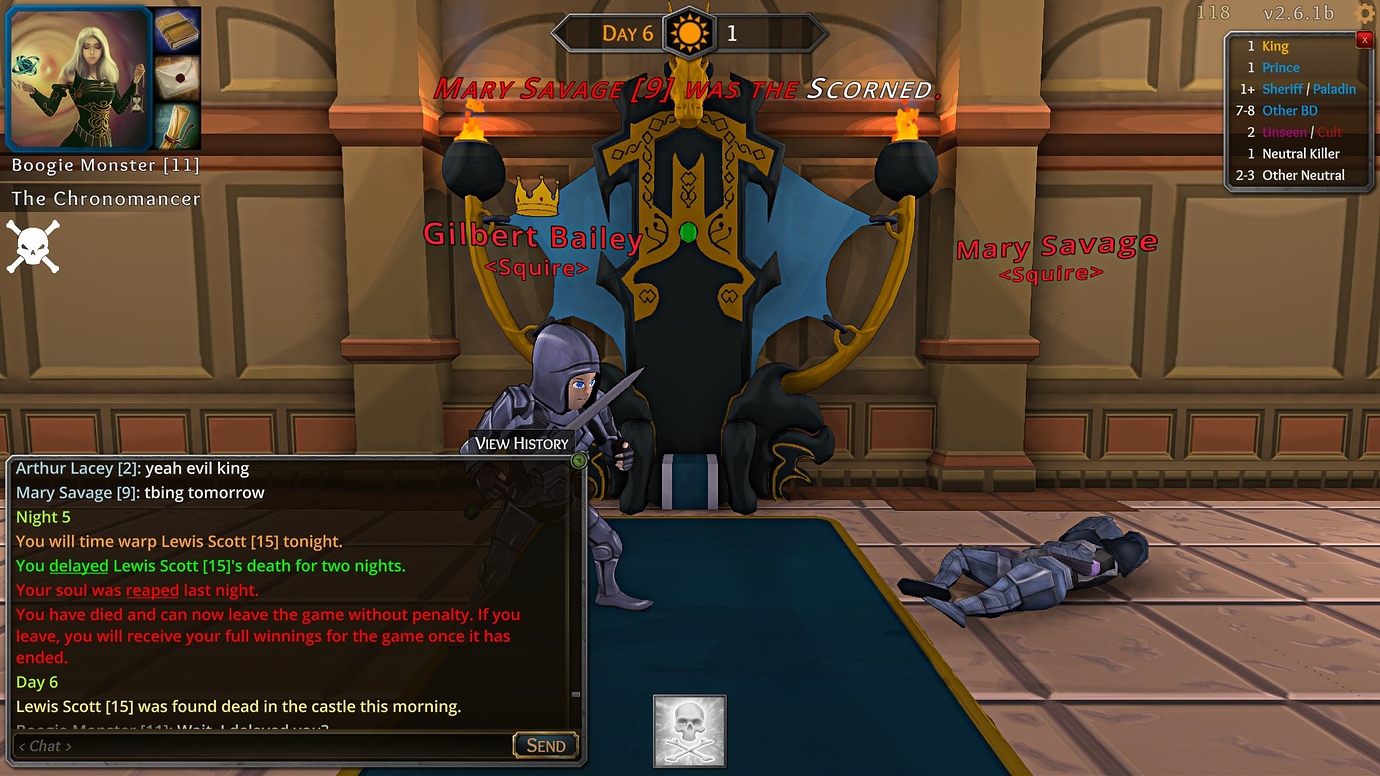 118 v2.6.1b
DAY 6 1
1 King
1 Prince
1+ Sheriff / Paladin
7-8 Other BD
2 Unseen / Cult
1 Neutral Killer
2-3 Other Neutral
x
MARY SAVAGE [9] WAS THE SCORNED.
Boogie Monster [11]
The Chronomancer
Gilbert Bailey
<Squire>
Mary Savage
<Squire>
VIEW HISTORY
Arthur Lacey [2]: yeah evil king
Mary Savage [9]: tbing tomorrow
Night 5
You will time warp Lewis Scott [15] tonight.
You delayed Lewis Scott [15]'s death for two nights.
Your soul was reaped last night.
You have died and can now leave the game without penalty. If you
leave, you will receive your full winnings for the game once it has
ended.
Day 6
Lewis Scott [15] was found dead in the castle this morning.
Boogie Monster [11]: Wait, I delayed you?
< Chat >
SEND